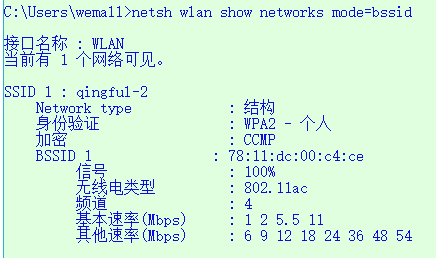 C:\Users\wemall>netsh wlan show networks mode=bssid
接口名称 : WLAN
当前有 1 个网络可见。
SSID 1 : qingful-2
Network type : 结构
身份验证 : WPA2 - 个人
加密 : CCMP
BSSID 1 : 78:11:dc:00:c4:ce
信号 : 100%
无线电类型 : 802.11ac
频道 : 4
基本速率(Mbps) : 1 2 5.5 11
其他速率(Mbps) : 6 9 12 18 24 36 48 54